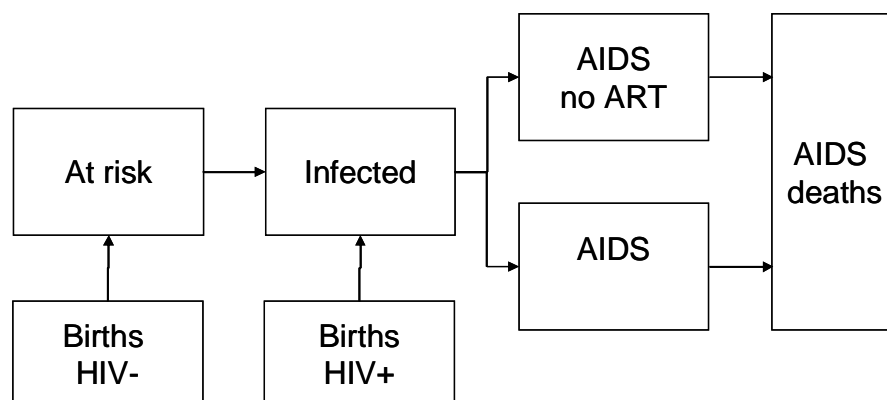 AIDS
no ART
At risk
Infected
AIDS
deaths
AIDS
Births
HIV-
Births
HIV+